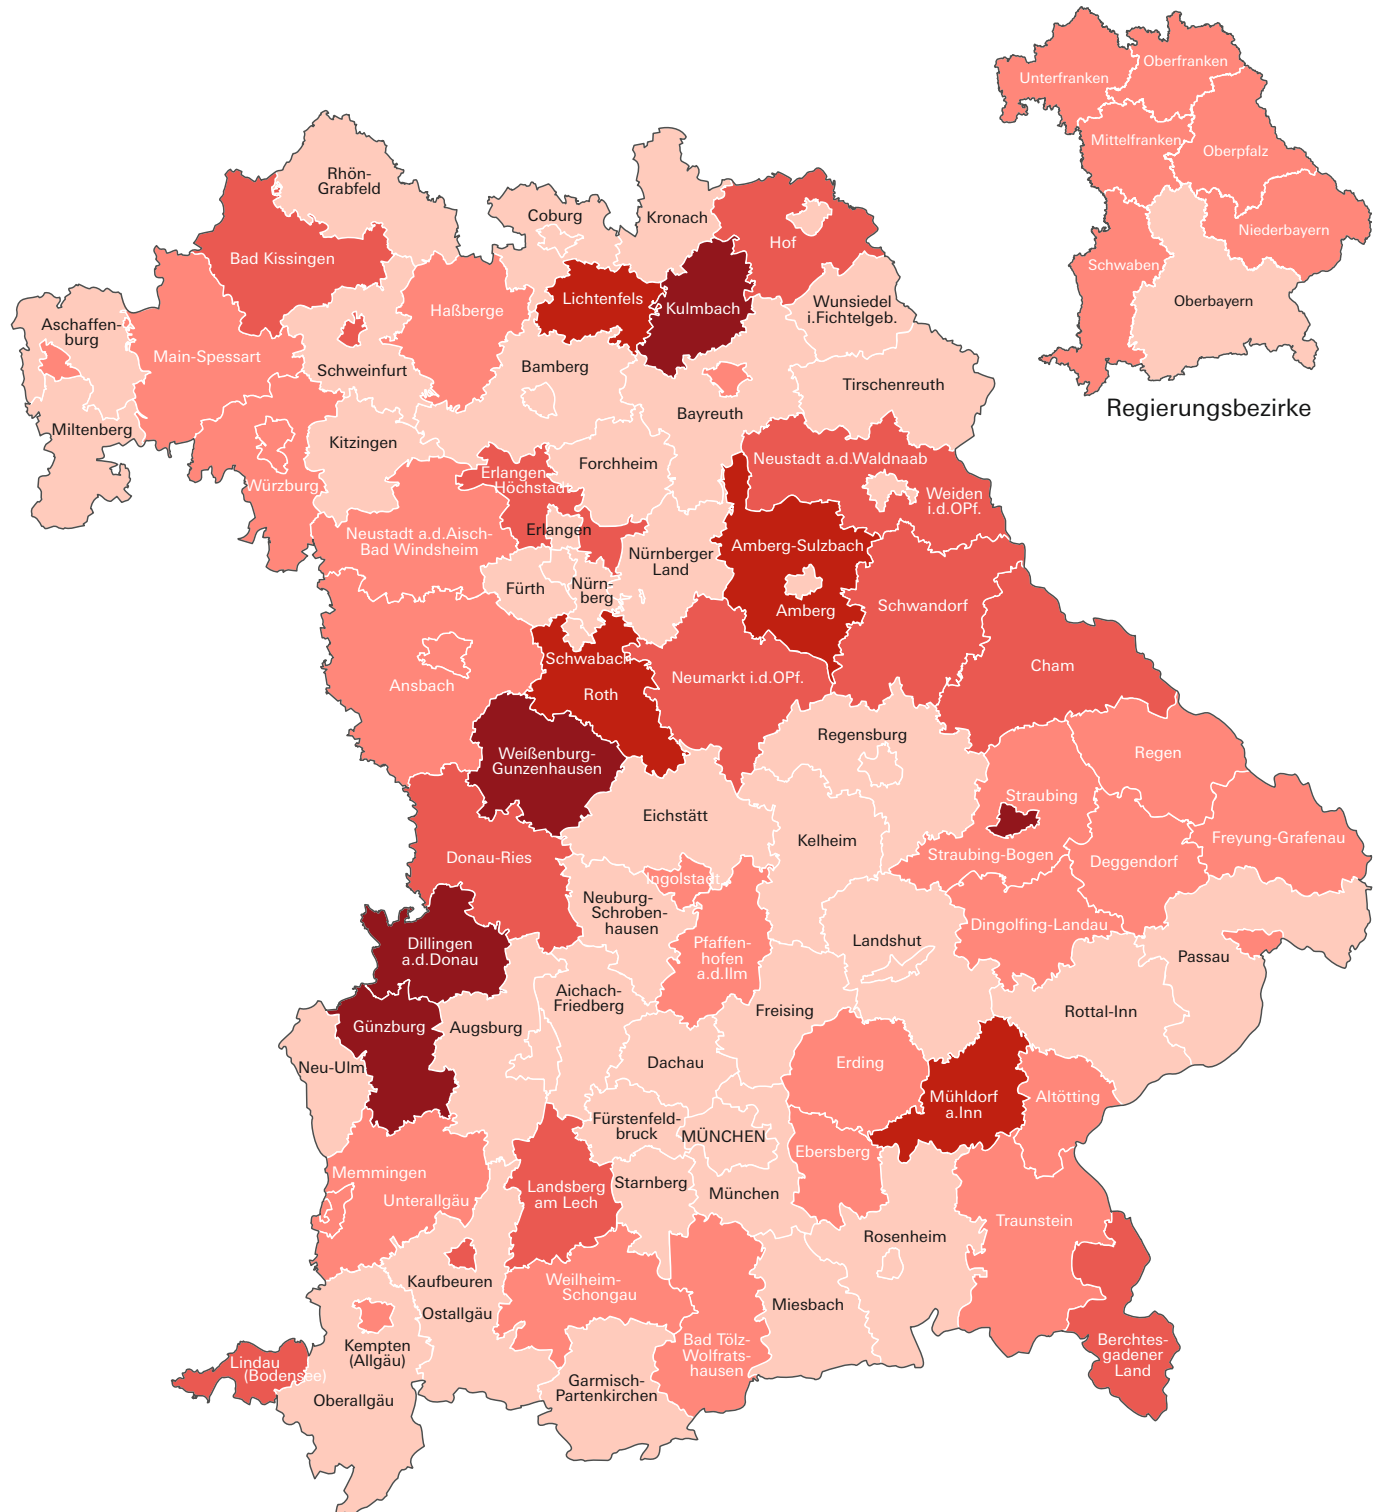 Unterfranken
Oberfranken
Mittelfranken
Oberpfalz
Niederbayern
Schwaben
Oberbayern
Regierungsbezirke
Rhön-
Grabfeld
Coburg
Kronach
Hof
Bad Kissingen
Lichtenfels
Kulmbach
Wunsiedel
i.Fichtelgeb.
Haßberge
Aschaffen-
burg
Main-Spessart
Schweinfurt
Bamberg
Bayreuth
Tirschenreuth
Miltenberg
Kitzingen
Forchheim
Erlangen-
Höchstadt
Neustadt a.d.Waldnaab
Weiden
i.d.OPf.
Würzburg
Neustadt a.d.Aisch-
Bad Windsheim
Erlangen
Nürnberger
Land
Amberg-Sulzbach
Fürth
Nürn-
berg
Amberg
Schwandorf
Schwabach
Roth
Neumarkt i.d.OPf.
Cham
Ansbach
Regensburg
Regen
Weißenburg-
Gunzenhausen
Straubing
Eichstätt
Kelheim
Freyung-Grafenau
Donau-Ries
Straubing-Bogen
Deggendorf
Ingolstadt
Neuburg-
Schroben-
hausen
Dingolfing-Landau
Dillingen
a.d.Donau
Pfaffen-
hofen
a.d.Ilm
Landshut
Passau
Aichach-
Friedberg
Freising
Rottal-Inn
Günzburg
Augsburg
Neu-Ulm
Dachau
Erding
Mühldorf
a.Inn
Altötting
Fürstenfeld-
bruck
MÜNCHEN
Ebersberg
Memmingen
Unterallgäu
Landsberg
am Lech
Starnberg
München
Traunstein
Rosenheim
Kaufbeuren
Ostallgäu
Weilheim-
Schongau
Miesbach
Kempten
(Allgäu)
Bad Tölz-
Wolfrats-
hausen
Berchtes-
gadener
Land
Lindau
(Bodensee)
Oberallgäu
Garmisch-
Partenkirchen